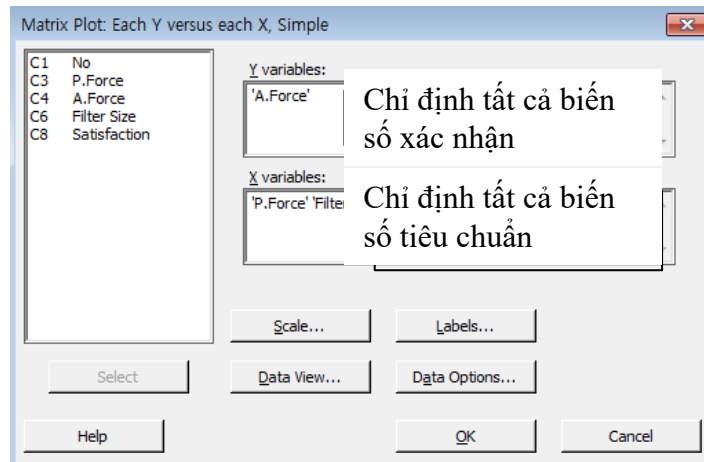 Matrix Plot: Each Y versus each X, Simple
C1 No
C3 P.Force
C4 A.Force
C6 Filter Size
C8 Satisfaction
Y variables:
'A.Force'
Chỉ định tất cả biến
số xác nhận
X variables:
'P.Force' 'Filter
Chỉ định tất cả biến
số tiêu chuẩn
Scale... Labels...
Select Data View... Data Options...
Help OK Cancel